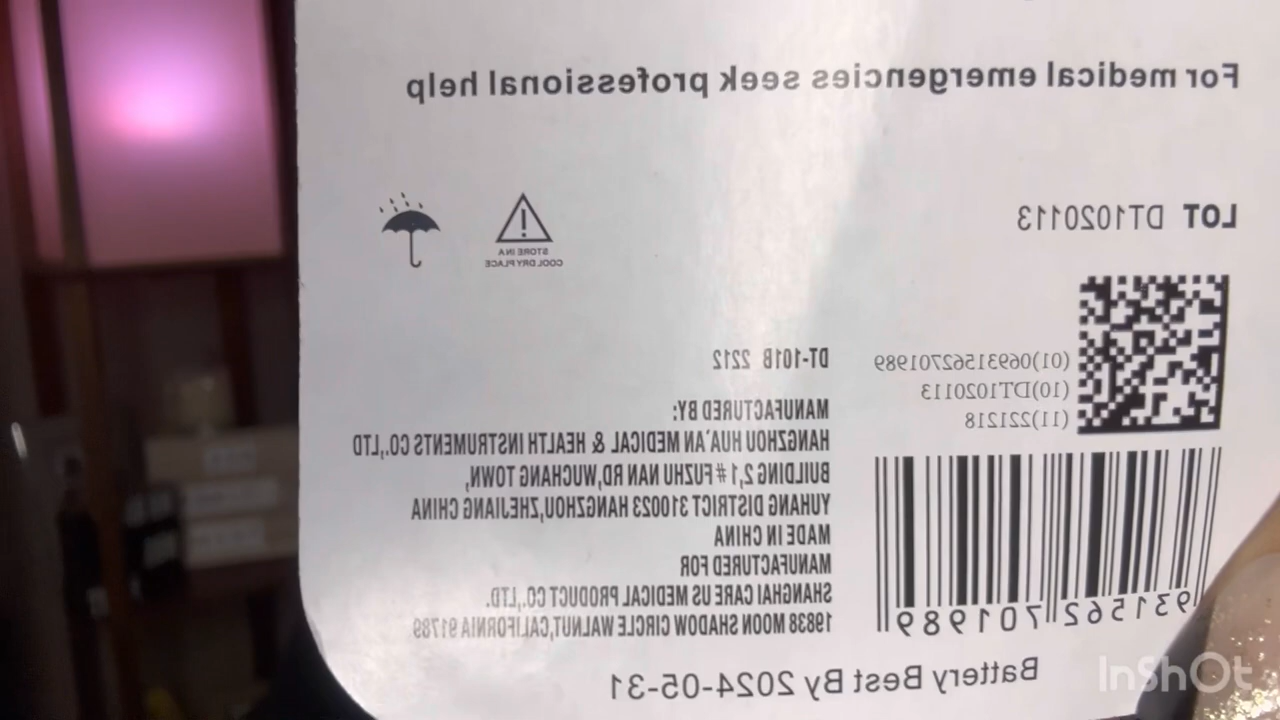 For medical emergencies seek professional help
LOT DT1020113
STORE IN A
COOL DRY PLACE
(01)06931562701989
(10)DT1020113
(11)221218
DT-101B 2212
MANUFACTURED BY:
HANGZHOU HUA'AN MEDICAL & HEALTH INSTRUMENTS CO.,LTD.
BUILDING 2,1#FUZHU NAN RD,WUCHANG TOWN,
YUHANG DISTRICT 310023 HANGZHOU,ZHEJIANG CHINA
MADE IN CHINA
MANUFACTURED FOR
SHANGHAI CARE US MEDICAL PRODUCT CO.,LTD.
19838 MOON SHADOW CIRCLE WALNUT,CALIFORNIA 91789
931562 701989
Battery Best By 2024-05-31
InShOt